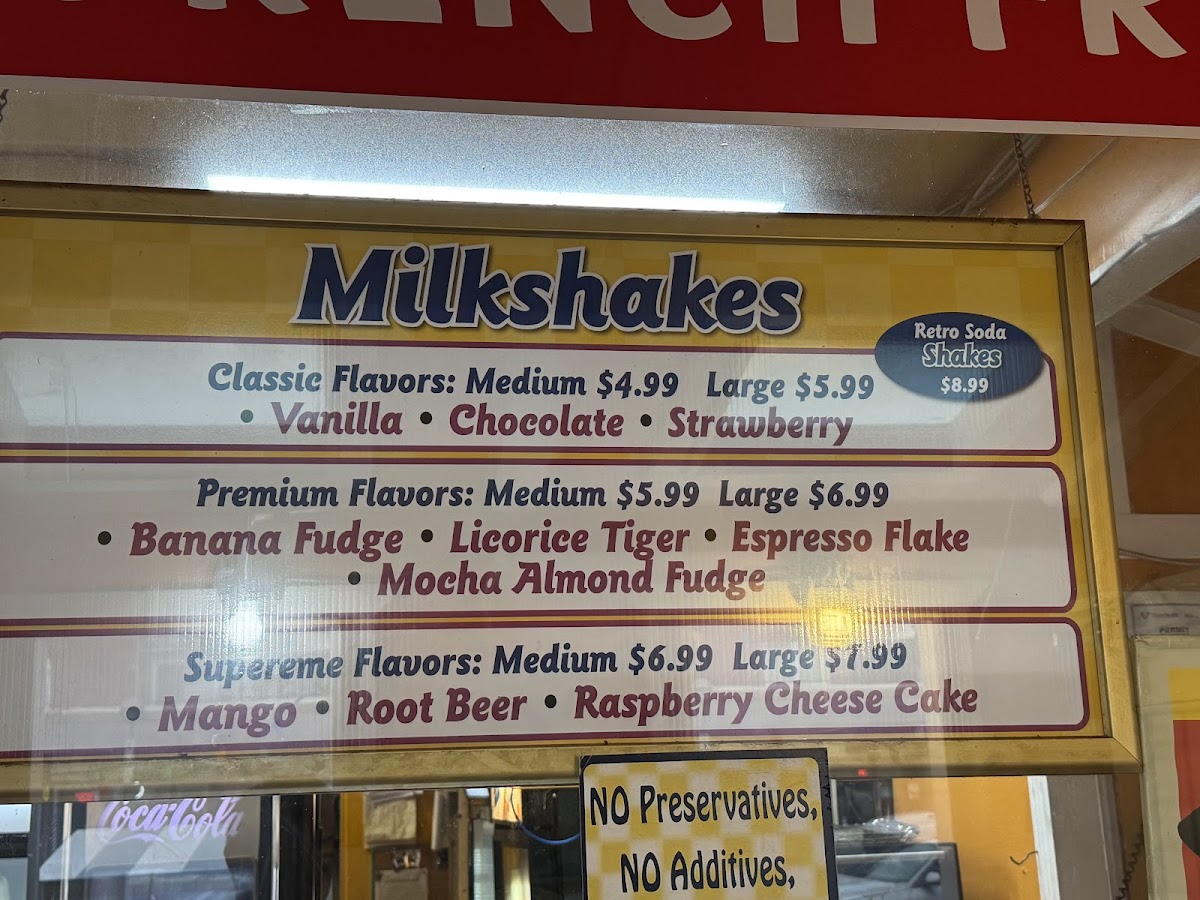 FRENCH FR
Milkshakes
Retro Soda
Shakes
$8.99
Classic Flavors: Medium $4.99 Large $5.99
• Vanilla • Chocolate • Strawberry
Premium Flavors: Medium $5.99 Large $6.99
• Banana Fudge • Licorice Tiger • Espresso Flake
• Mocha Almond Fudge
Supereme Flavors: Medium $6.99 Large $7.99
• Mango • Root Beer • Raspberry Cheese Cake
NO Preservatives,
NO Additives,
Coca-Cola